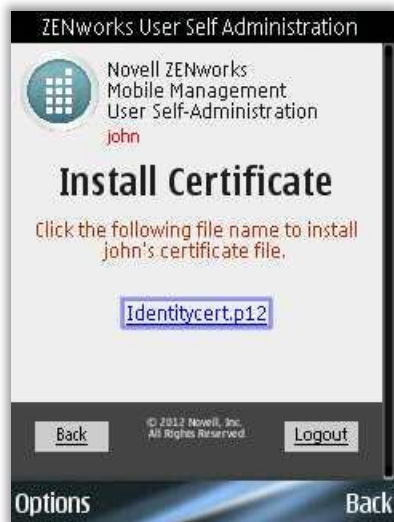 ZENworks User Self Administration
Novell ZENworks
Mobile Management
User Self-Administration
john
Install Certificate
Click the following file name to install
john's certificate file.
Identitycert.p12
Back
© 2012 Novell, Inc.
All Rights Reserved
Logout
Options
Back